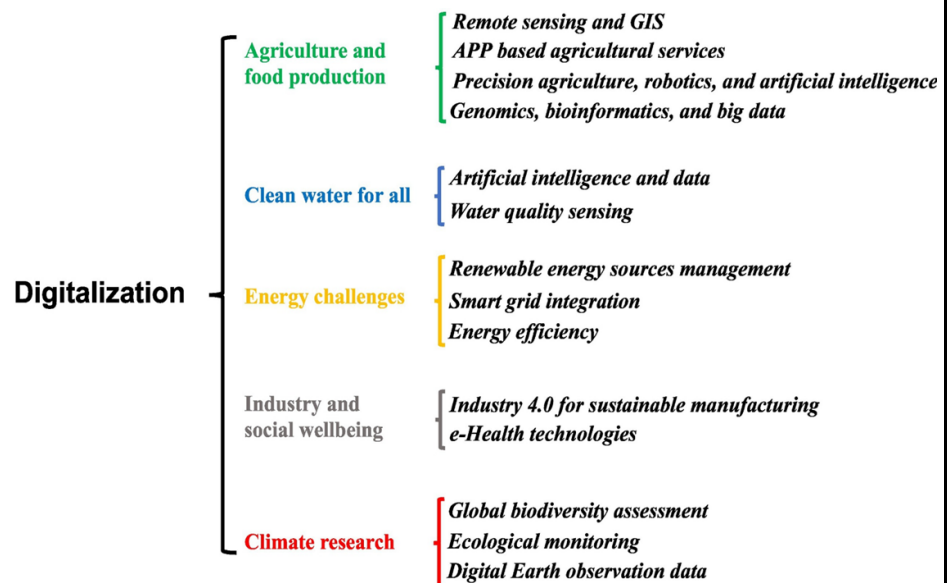 Digitalization
Agriculture and
food production
Remote sensing and GIS
APP based agricultural services
Precision agriculture, robotics, and artificial intelligence
Genomics, bioinformatics, and big data
Clean water for all
Artificial intelligence and data
Water quality sensing
Energy challenges
Renewable energy sources management
Smart grid integration
Energy efficiency
Industry and
social wellbeing
Industry 4.0 for sustainable manufacturing
e-Health technologies
Climate research
Global biodiversity assessment
Ecological monitoring
Digital Earth observation data